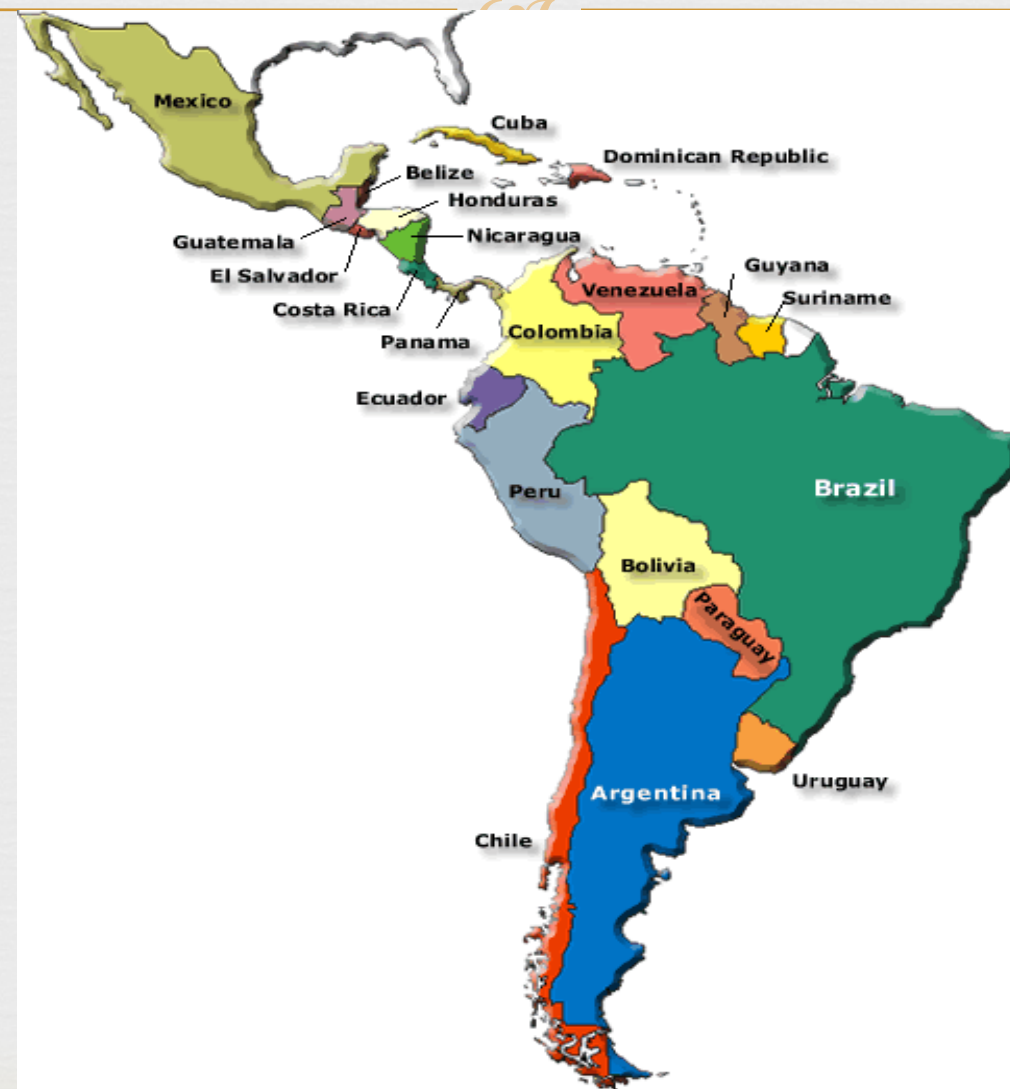 Mexico
Cuba
Dominican Republic
Belize
Honduras
Guatemala
Nicaragua
El Salvador
Guyana
Venezuela
Suriname
Costa Rica
Colombia
Panama
Ecuador
Brazil
Peru
Bolivia
Paraguay
Uruguay
Argentina
Chile